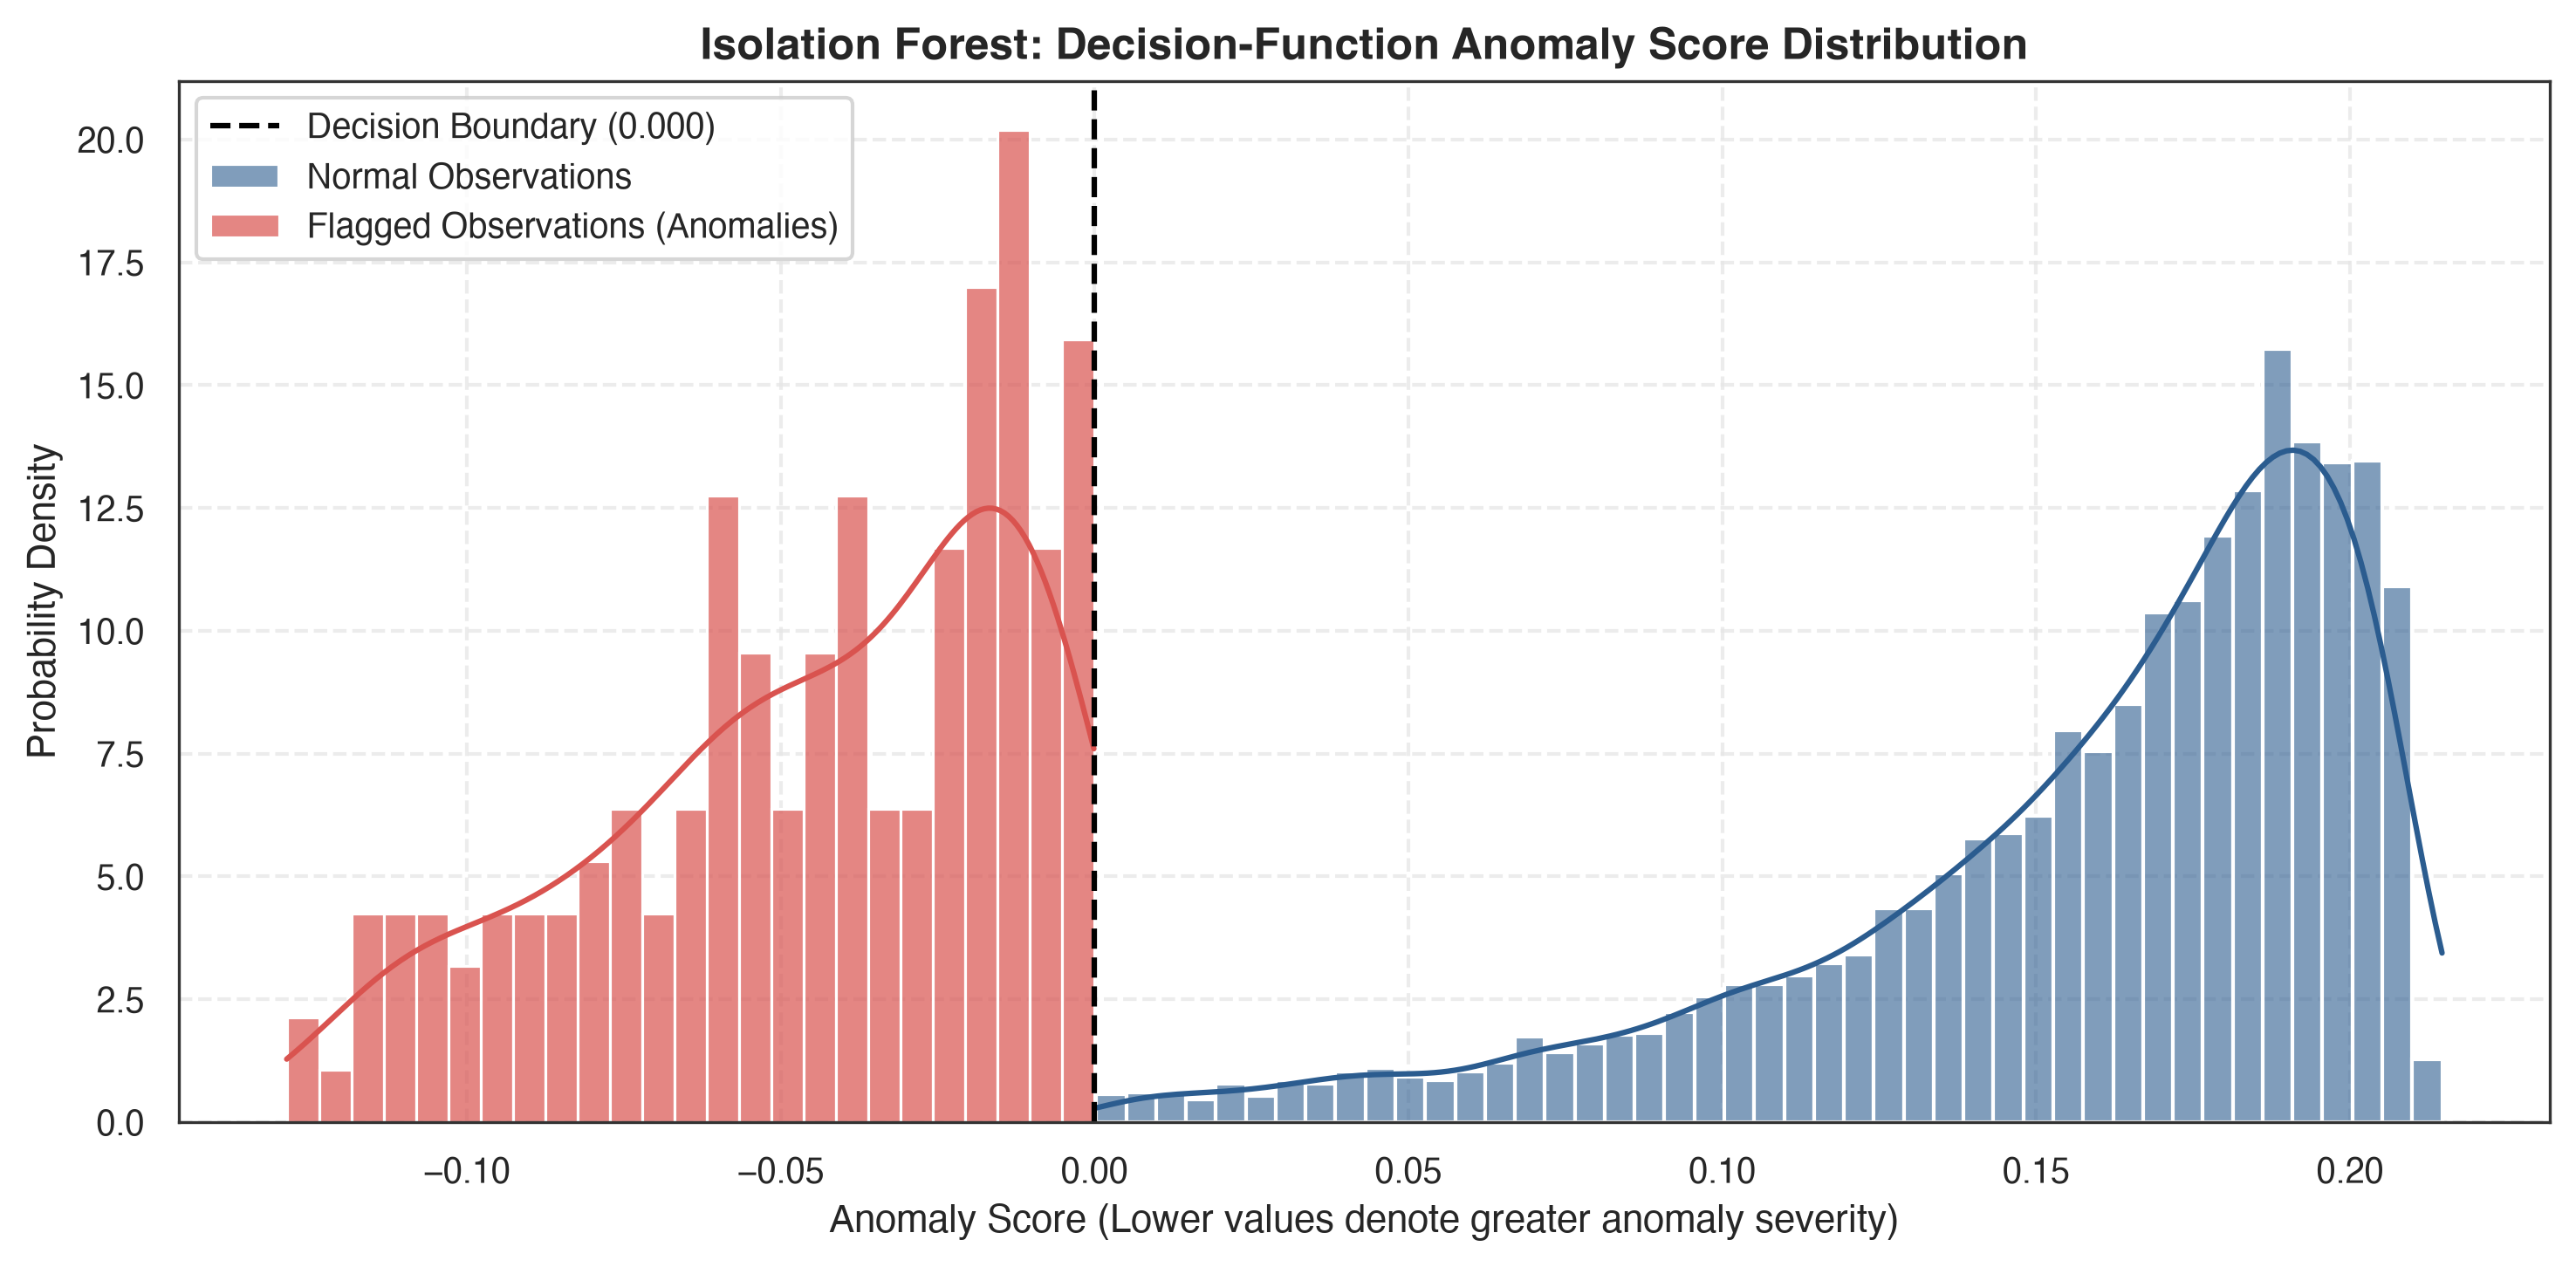 Isolation Forest: Decision-Function Anomaly Score Distribution
Decision Boundary (0.000)
Normal Observations
Flagged Observations (Anomalies)
Probability Density
20.0
17.5
15.0
12.5
10.0
7.5
5.0
2.5
0.0
−0.10 −0.05 0.00 0.05 0.10 0.15 0.20
Anomaly Score (Lower values denote greater anomaly severity)